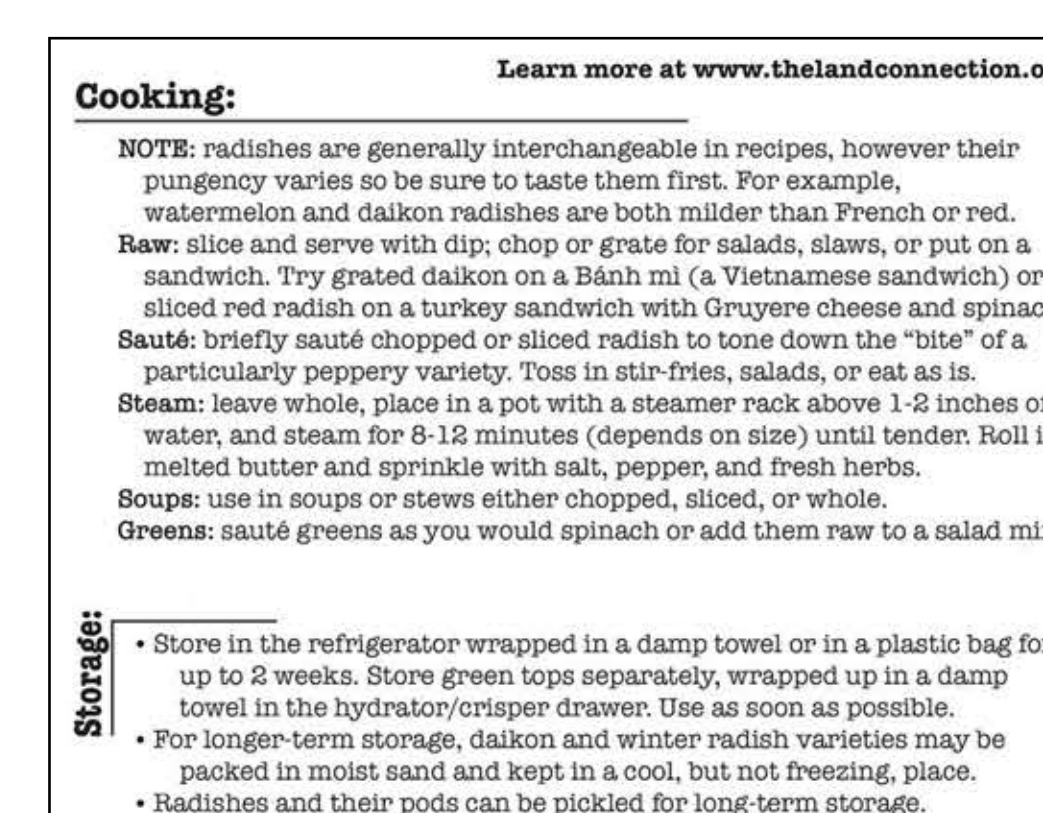 Learn more at www.thelandconnection.o
Cooking:
NOTE: radishes are generally interchangeable in recipes, however their
pungency varies so be sure to taste them first. For example,
watermelon and daikon radishes are both milder than French or red.
Raw: slice and serve with dip; chop or grate for salads, slaws, or put on a
sandwich. Try grated daikon on a Bánh mì (a Vietnamese sandwich) or
sliced red radish on a turkey sandwich with Gruyere cheese and spinac
Sauté: briefly sauté chopped or sliced radish to tone down the “bite” of a
particularly peppery variety. Toss in stir-fries, salads, or eat as is.
Steam: leave whole, place in a pot with a steamer rack above 1-2 inches of
water, and steam for 8-12 minutes (depends on size) until tender. Roll i
melted butter and sprinkle with salt, pepper, and fresh herbs.
Soups: use in soups or stews either chopped, sliced, or whole.
Greens: sauté greens as you would spinach or add them raw to a salad mi
Storage:
• Store in the refrigerator wrapped in a damp towel or in a plastic bag for
up to 2 weeks. Store green tops separately, wrapped up in a damp
towel in the hydrator/crisper drawer. Use as soon as possible.
• For longer-term storage, daikon and winter radish varieties may be
packed in moist sand and kept in a cool, but not freezing, place.
• Radishes and their pods can be pickled for long-term storage.